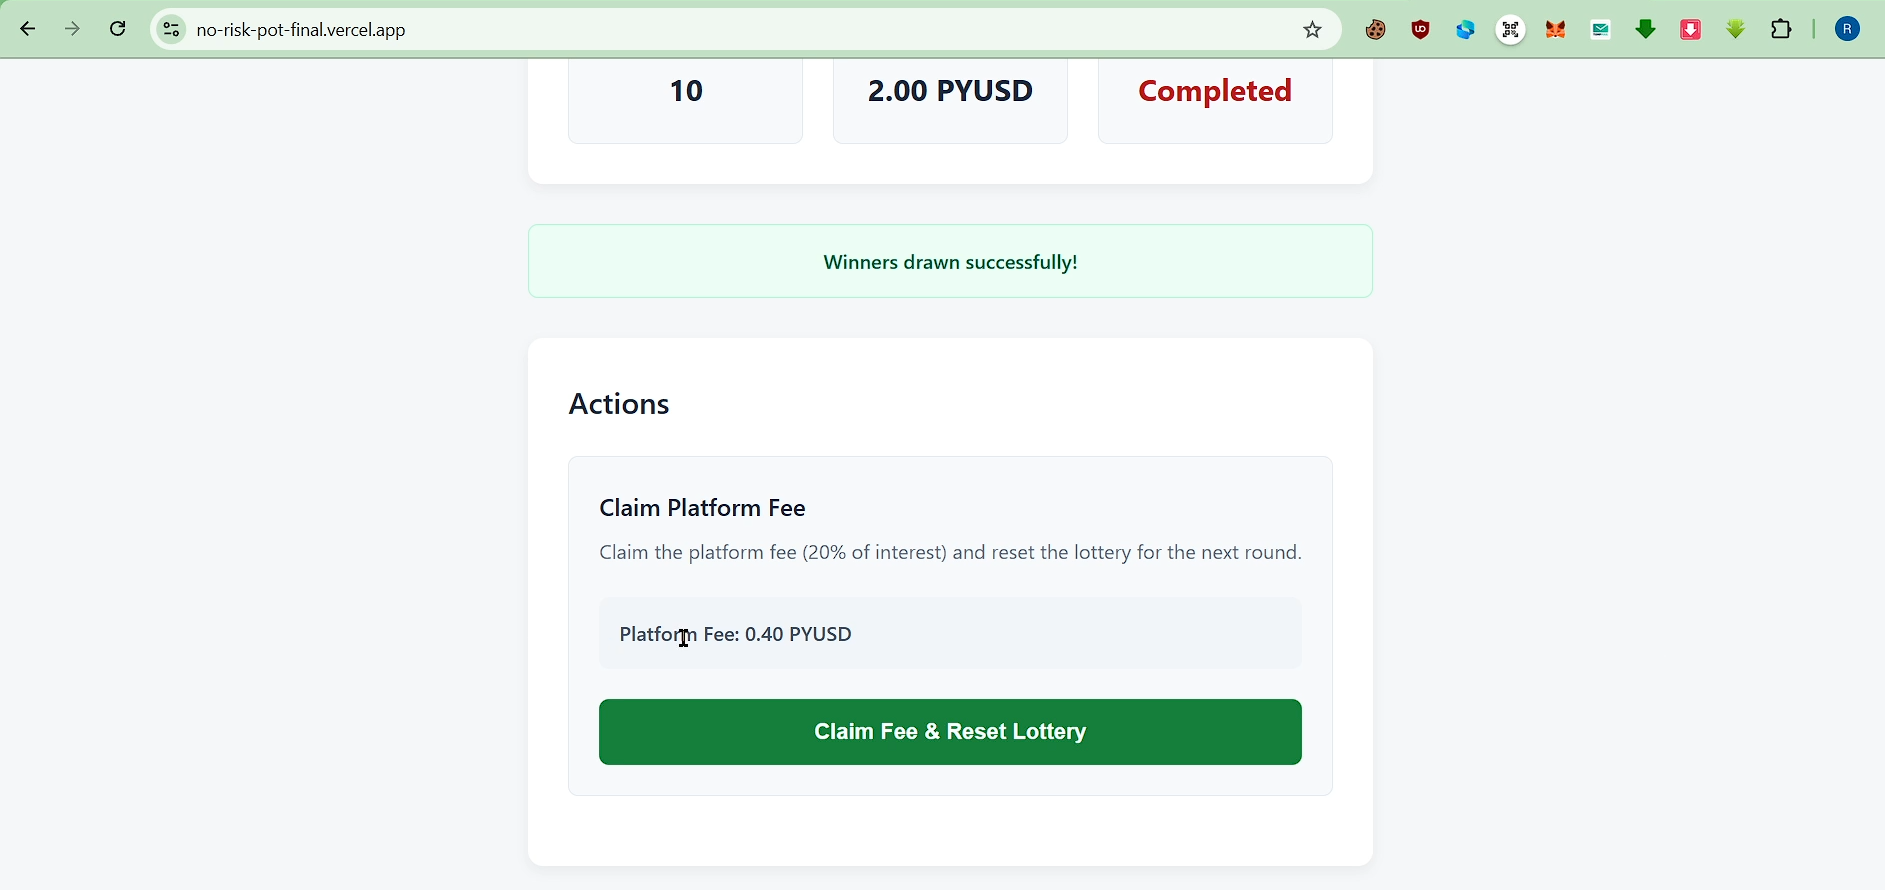 no-risk-pot-final.vercel.app
R
10
2.00 PYUSD
Completed
Winners drawn successfully!
Actions
Claim Platform Fee
Claim the platform fee (20% of interest) and reset the lottery for the next round.
Platform Fee: 0.40 PYUSD
Claim Fee & Reset Lottery